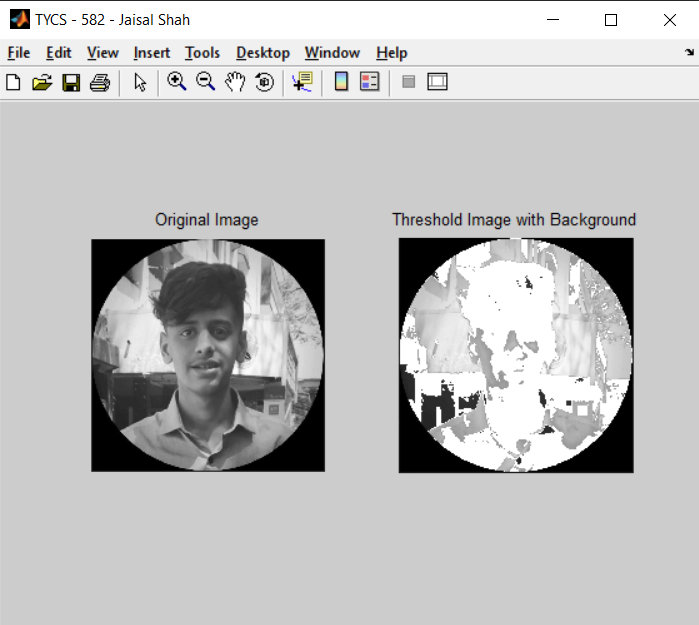 TYCS - 582 - Jaisal Shah
File Edit View Insert Tools Desktop Window Help
Original Image
Threshold Image with Background